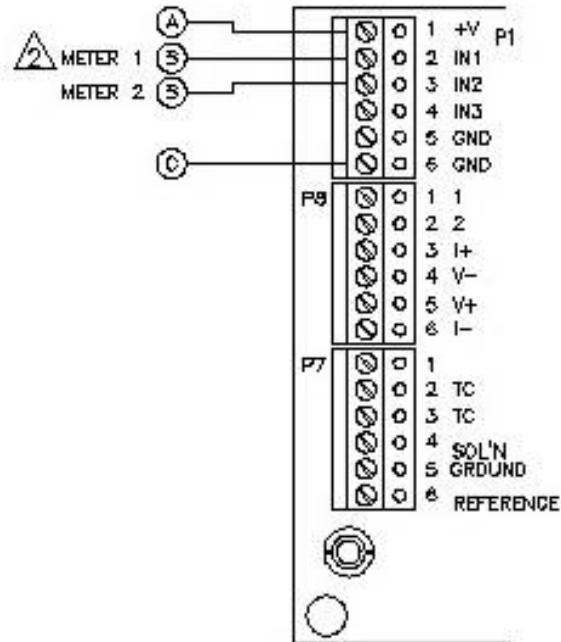 A 1 +V P1
2 METER 1 B 2 IN1
METER 2 B 3 IN2
4 IN3
5 GND
C 6 GND
P8 1 1
2 2
3 I+
4 V-
5 V+
6 I-
P7 1
2 TC
3 TC
4 SOL'N
5 GROUND
6 REFERENCE